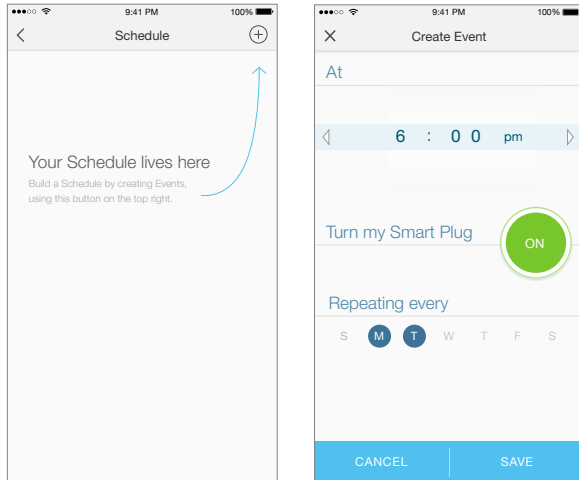 9:41 PM
100%
Schedule
Your Schedule lives here
Build a Schedule by creating Events,
using this button on the top right.
9:41 PM
100%
Create Event
At
6 : 0 0 pm
Turn my Smart Plug
ON
Repeating every
S M T W T F S
CANCEL SAVE